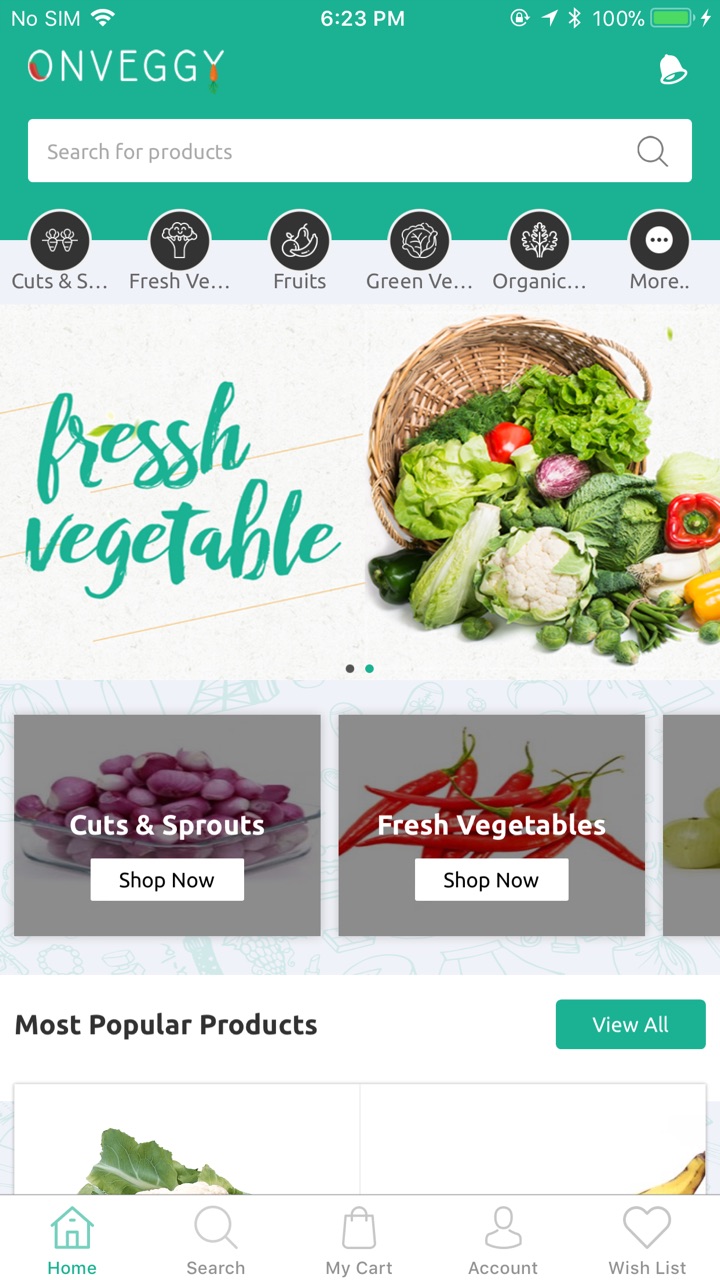 No SIM 6:23 PM 100%
ONVEGGY
Search for products
Cuts & S... Fresh Ve... Fruits Green Ve... Organic... More..
fressh
vegetable
Cuts & Sprouts Fresh Vegetables
Shop Now Shop Now
Most Popular Products View All
Home Search My Cart Account Wish List